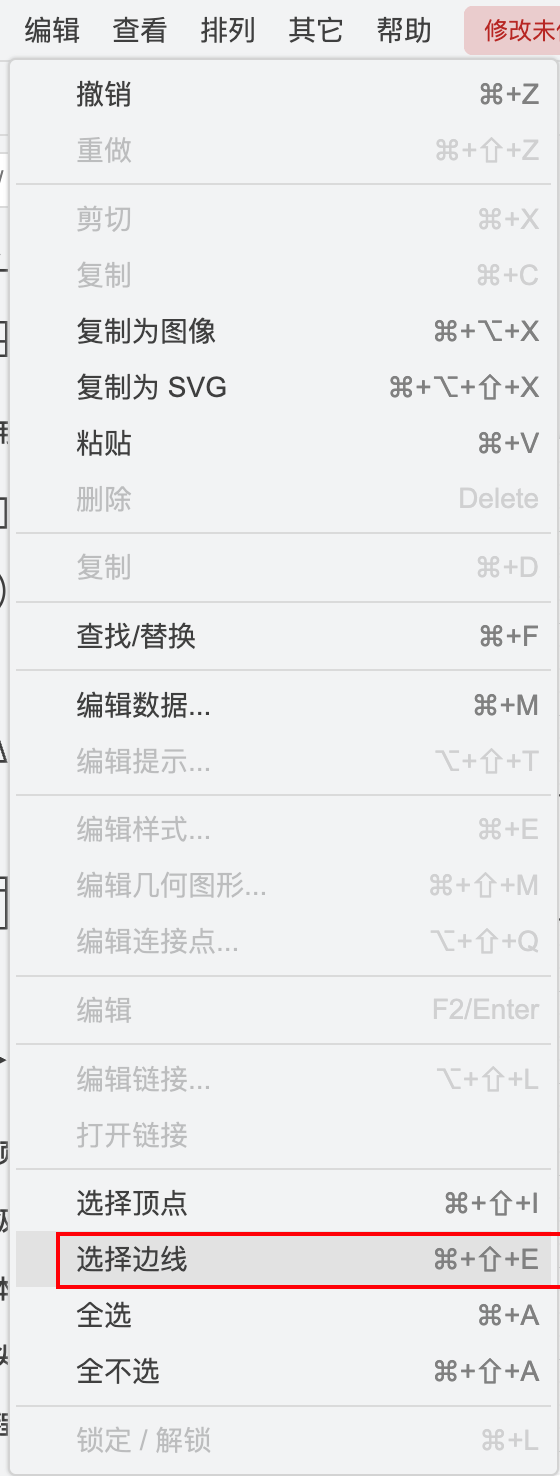 编辑 查看 排列 其它 帮助 修改未
撤销 ⌘+Z
重做 ⌘+⇧+Z
剪切 ⌘+X
复制 ⌘+C
复制为图像 ⌘+⌥+X
复制为 SVG ⌘+⌥+⇧+X
粘贴 ⌘+V
删除 Delete
复制 ⌘+D
查找/替换 ⌘+F
编辑数据... ⌘+M
编辑提示... ⌥+⇧+T
编辑样式... ⌘+E
编辑几何图形... ⌘+⇧+M
编辑连接点... ⌥+⇧+Q
编辑 F2/Enter
编辑链接... ⌥+⇧+L
打开链接
选择顶点 ⌘+⇧+I
选择边线 ⌘+⇧+E
全选 ⌘+A
全不选 ⌘+⇧+A
锁定 / 解锁 ⌘+L